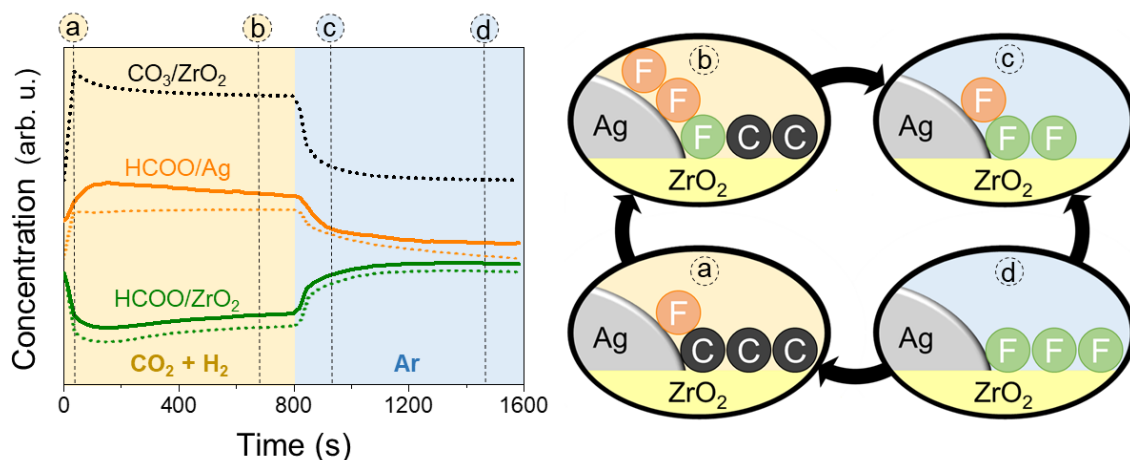 a b c d
CO₃/ZrO₂
HCOO/Ag
HCOO/ZrO₂
CO₂ + H₂ Ar
Concentration (arb. u.)
0 400 800 1200 1600
Time (s)
b
F
F
Ag F C C
ZrO₂
c
F
Ag F F
ZrO₂
a
F
Ag C C C
ZrO₂
d
Ag F F F
ZrO₂